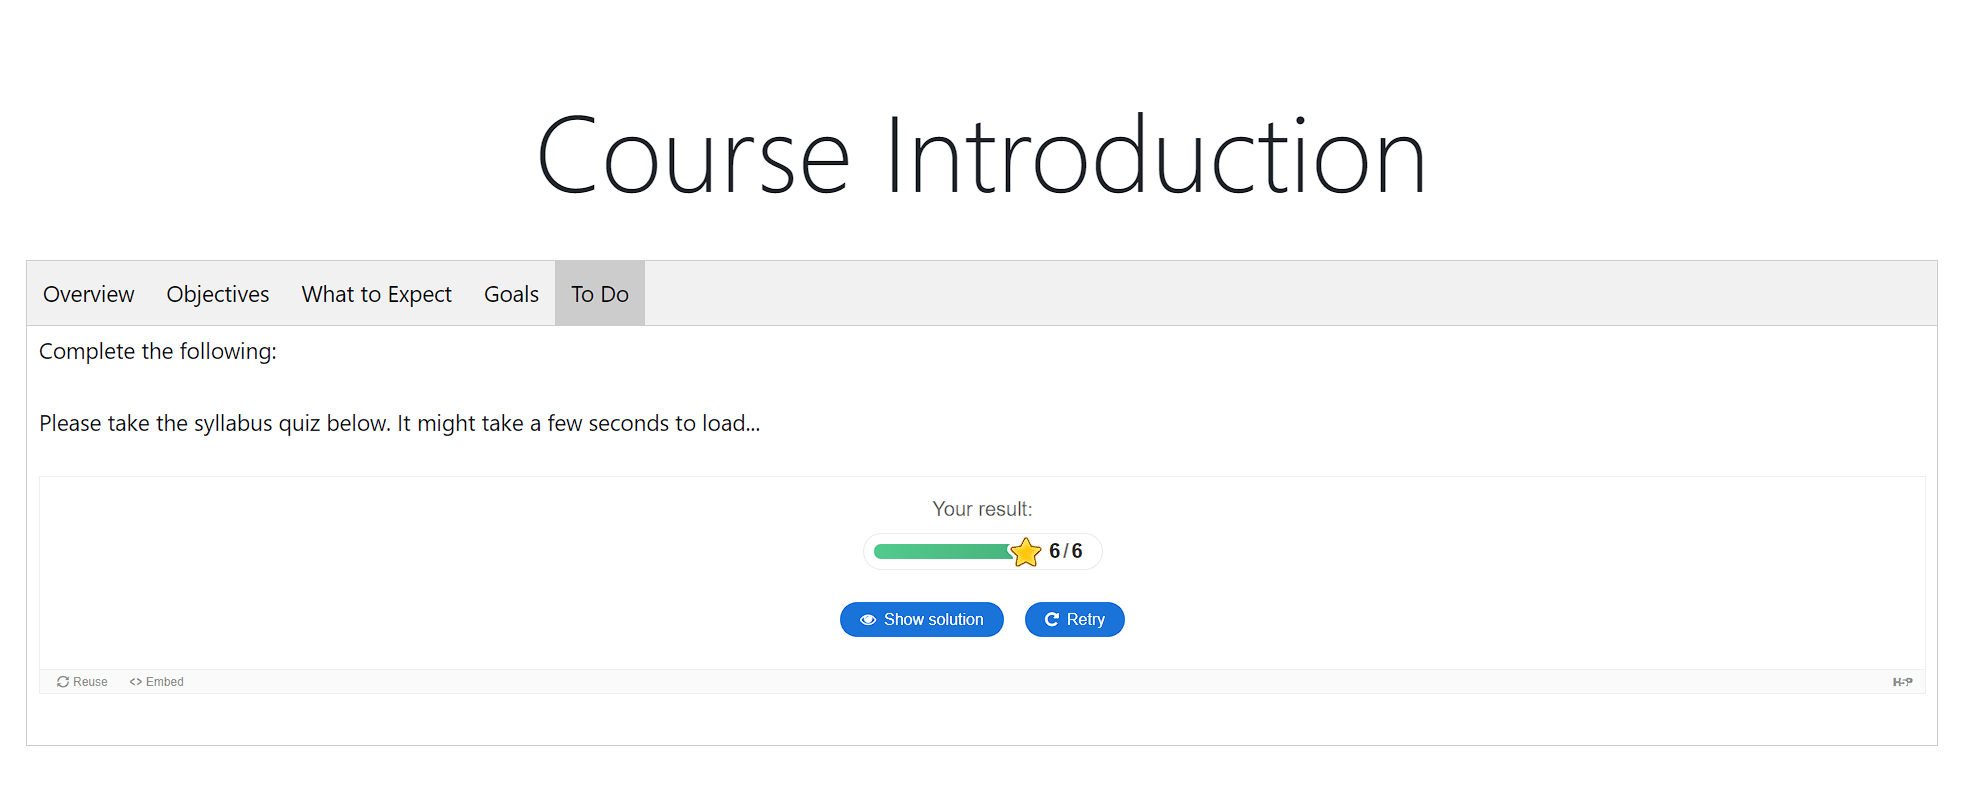 Course Introduction
Overview Objectives What to Expect Goals To Do
Complete the following:
Please take the syllabus quiz below. It might take a few seconds to load...
Your result:
6/6
Show solution Retry
Reuse <> Embed H5P